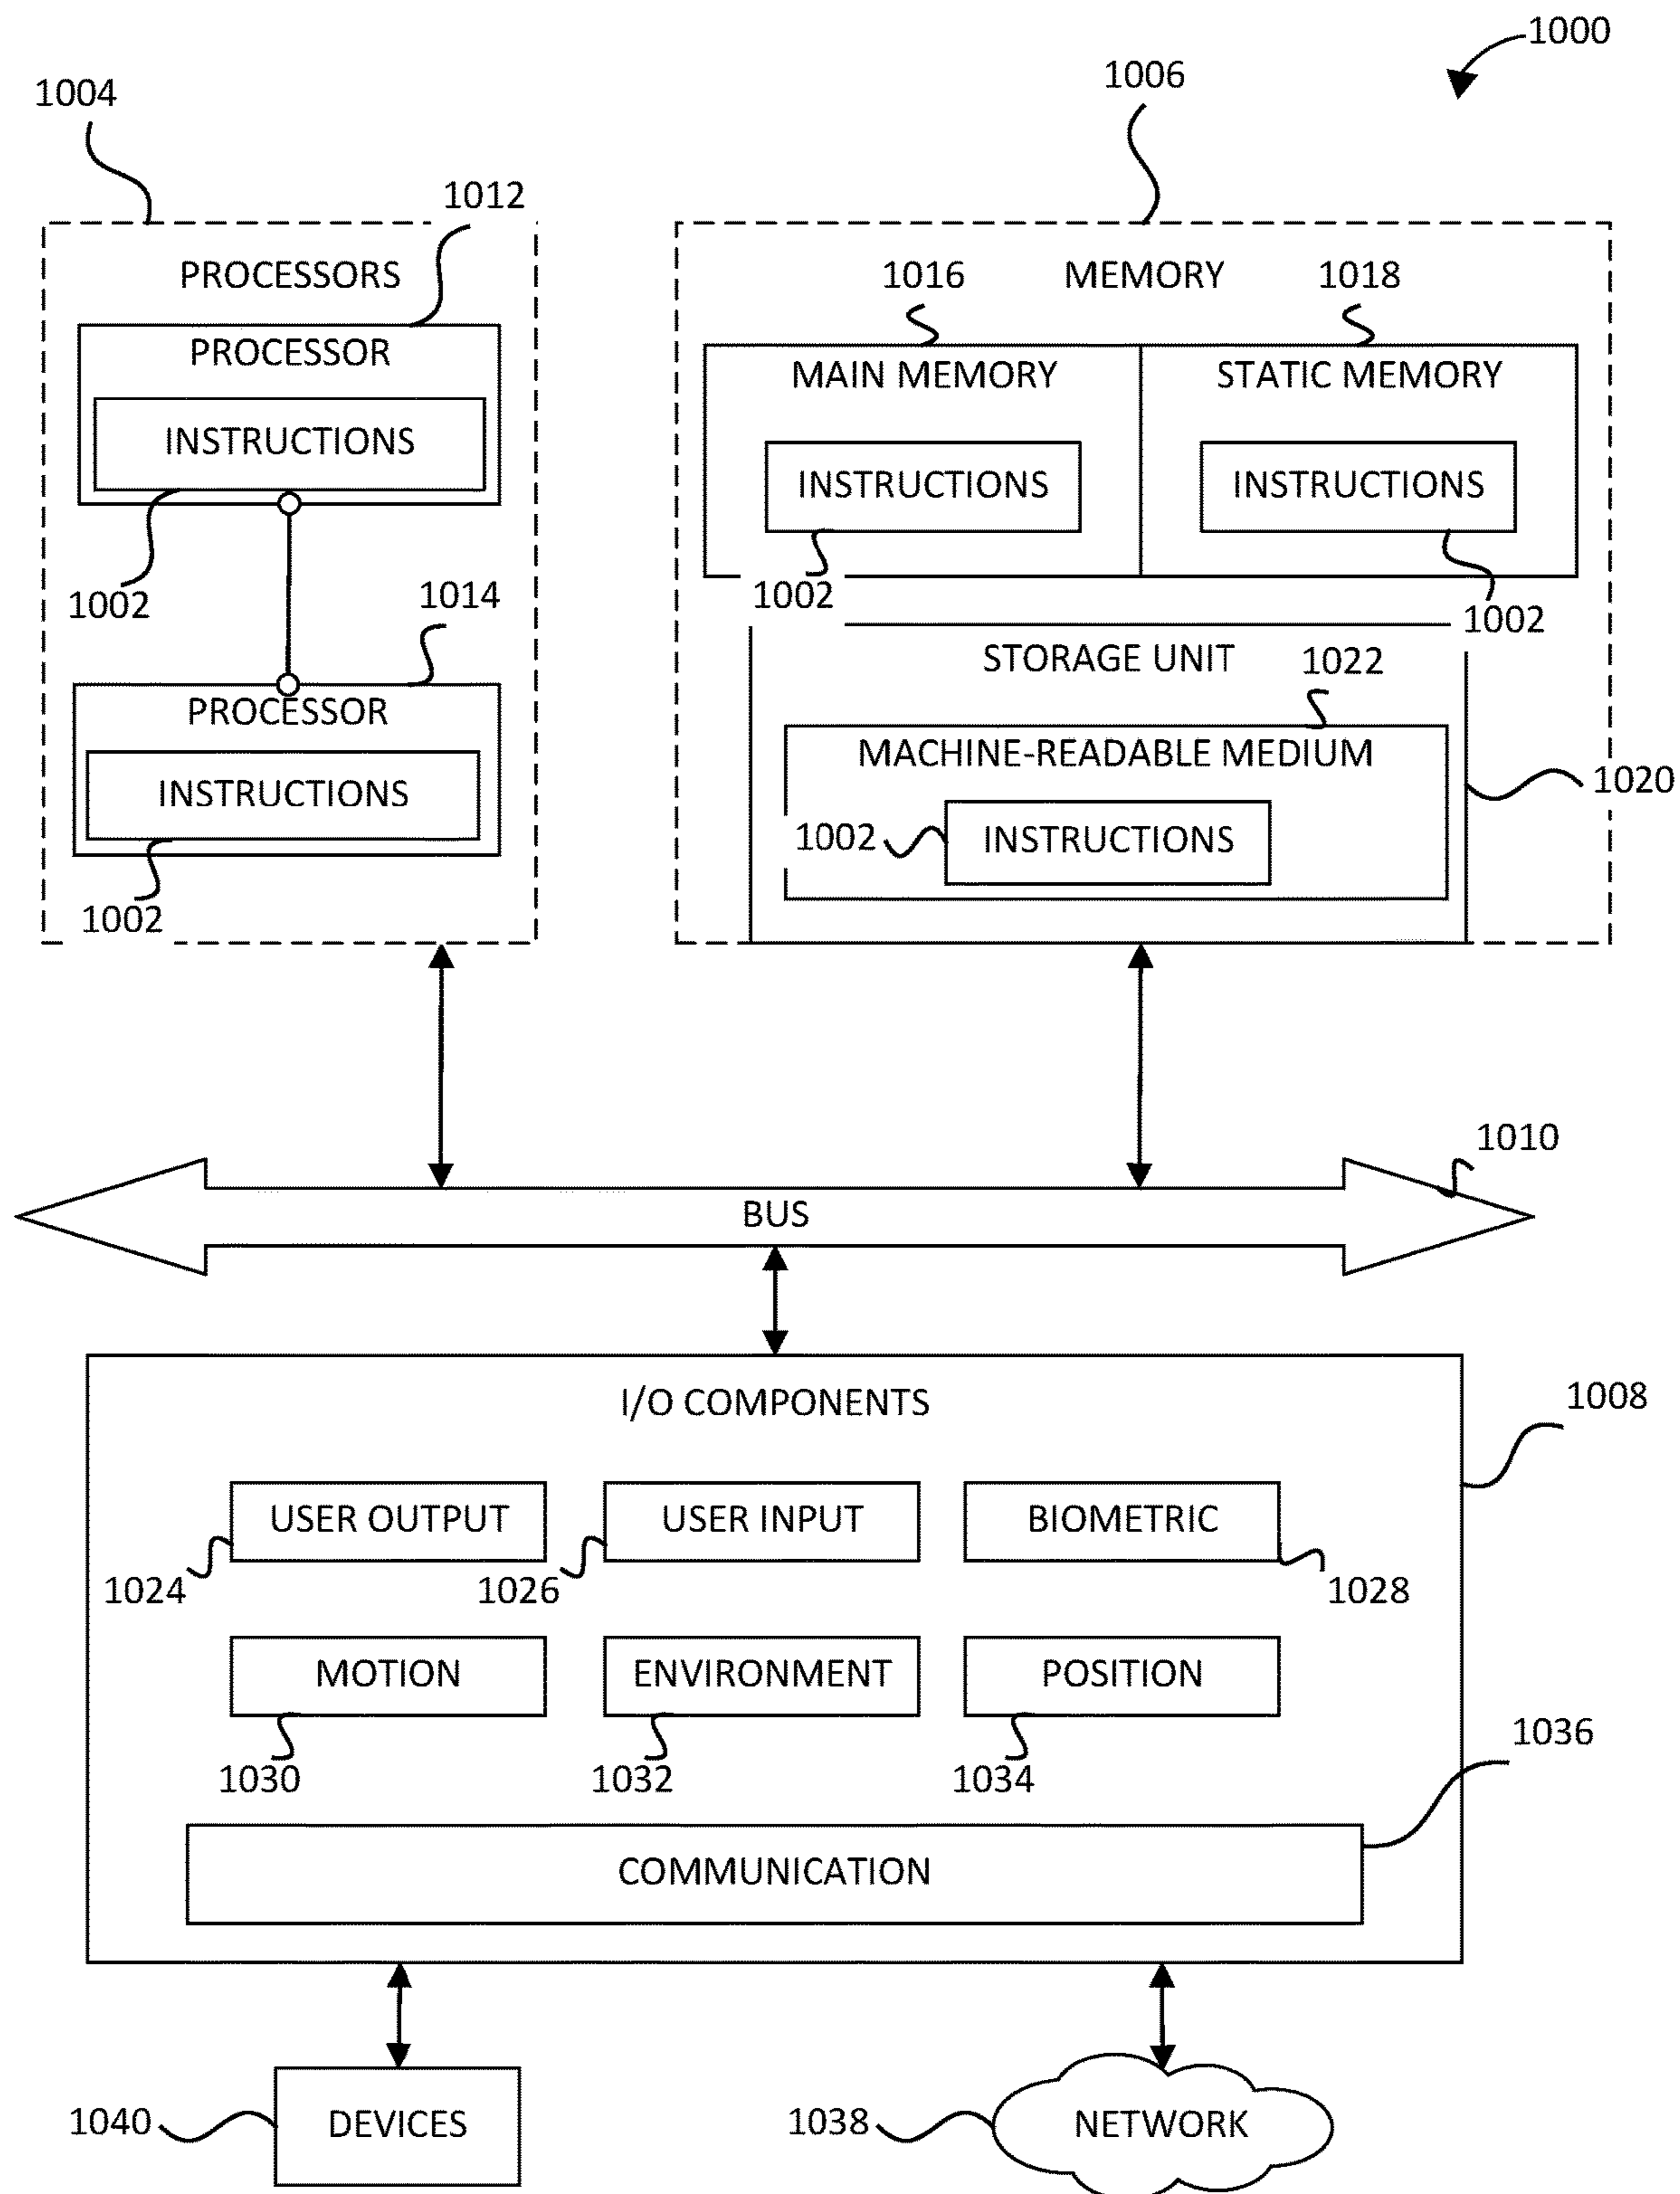 1000
1006
1004
1012
PROCESSORS
1016
MEMORY
1018
PROCESSOR
MAIN MEMORY
STATIC MEMORY
INSTRUCTIONS
INSTRUCTIONS
INSTRUCTIONS
1002
1014
1002
1002
STORAGE UNIT
1022
PROCESSOR
MACHINE-READABLE MEDIUM
1020
INSTRUCTIONS
1002
INSTRUCTIONS
1002
1010
BUS
I/O COMPONENTS
1008
USER OUTPUT
USER INPUT
BIOMETRIC
1024
1026
1028
MOTION
ENVIRONMENT
POSITION
1036
1030
1032
1034
COMMUNICATION
1040
DEVICES
1038
NETWORK